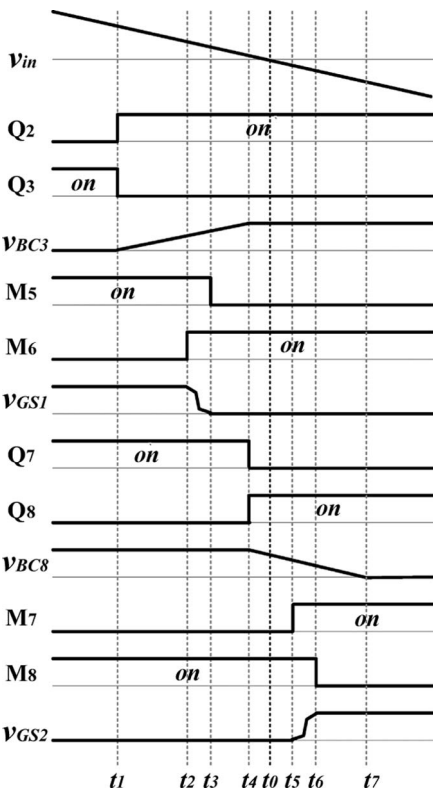 vin
Q2 on
Q3 on
vBC3
M5 on
M6 on
vGS1
Q7 on
Q8 on
vBC8
M7 on
M8 on
vGS2
t1 t2 t3 t4 t0 t5 t6 t7